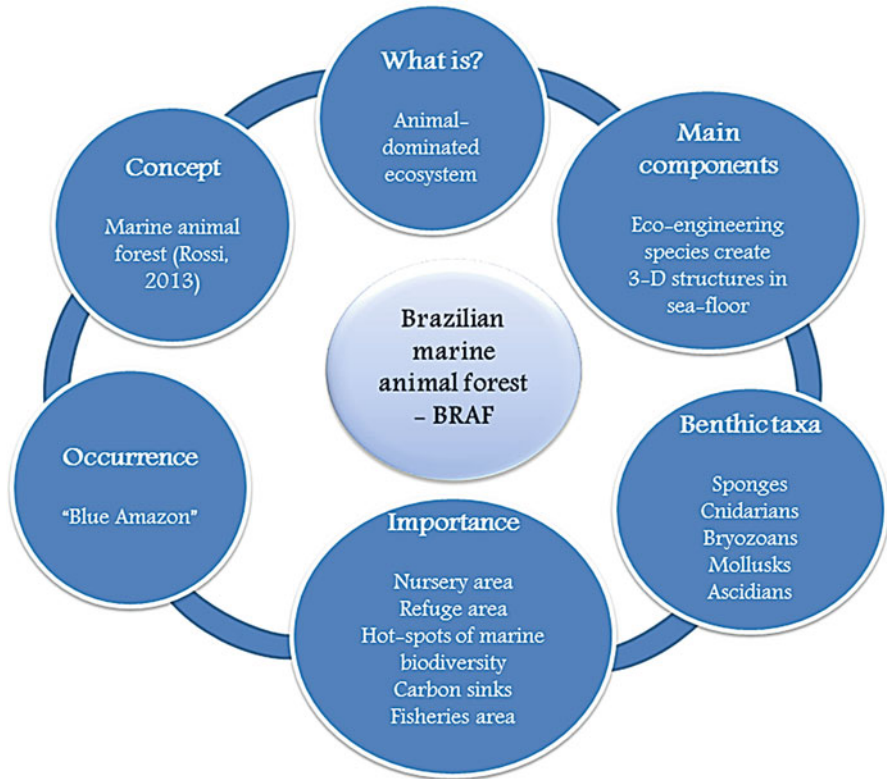 What is?
Animal-
dominated
ecosystem
Main
components
Eco-engineering
species create
3-D structures in
sea-floor
Benthic taxa
Sponges
Cnidarians
Bryozoans
Mollusks
Ascidians
Importance
Nursery area
Refuge area
Hot-spots of marine
biodiversity
Carbon sinks
Fisheries area
Occurrence
“Blue Amazon”
Concept
Marine animal
forest (Rossi,
2013)
Brazilian
marine
animal forest
- BRAF